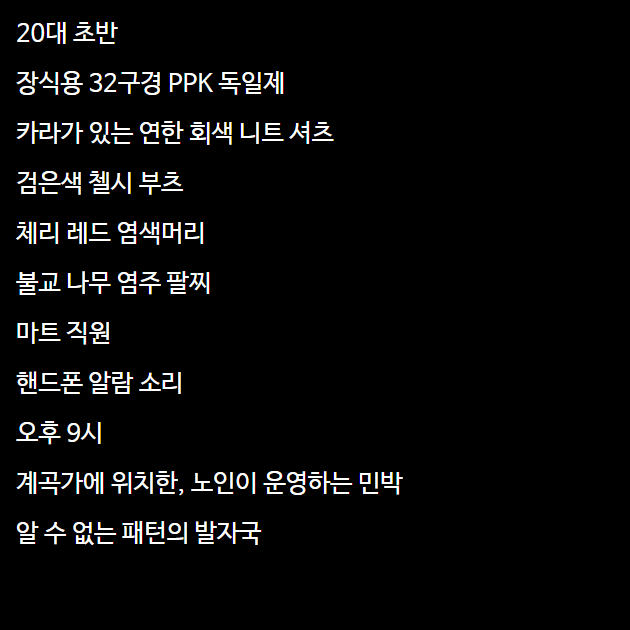 20대 초반
장식용 32구경 PPK 독일제
카라가 있는 연한 회색 니트 셔츠
검은색 첼시 부츠
체리 레드 염색머리
불교 나무 염주 팔찌
마트 직원
핸드폰 알람 소리
오후 9시
계곡가에 위치한, 노인이 운영하는 민박
알 수 없는 패턴의 발자국